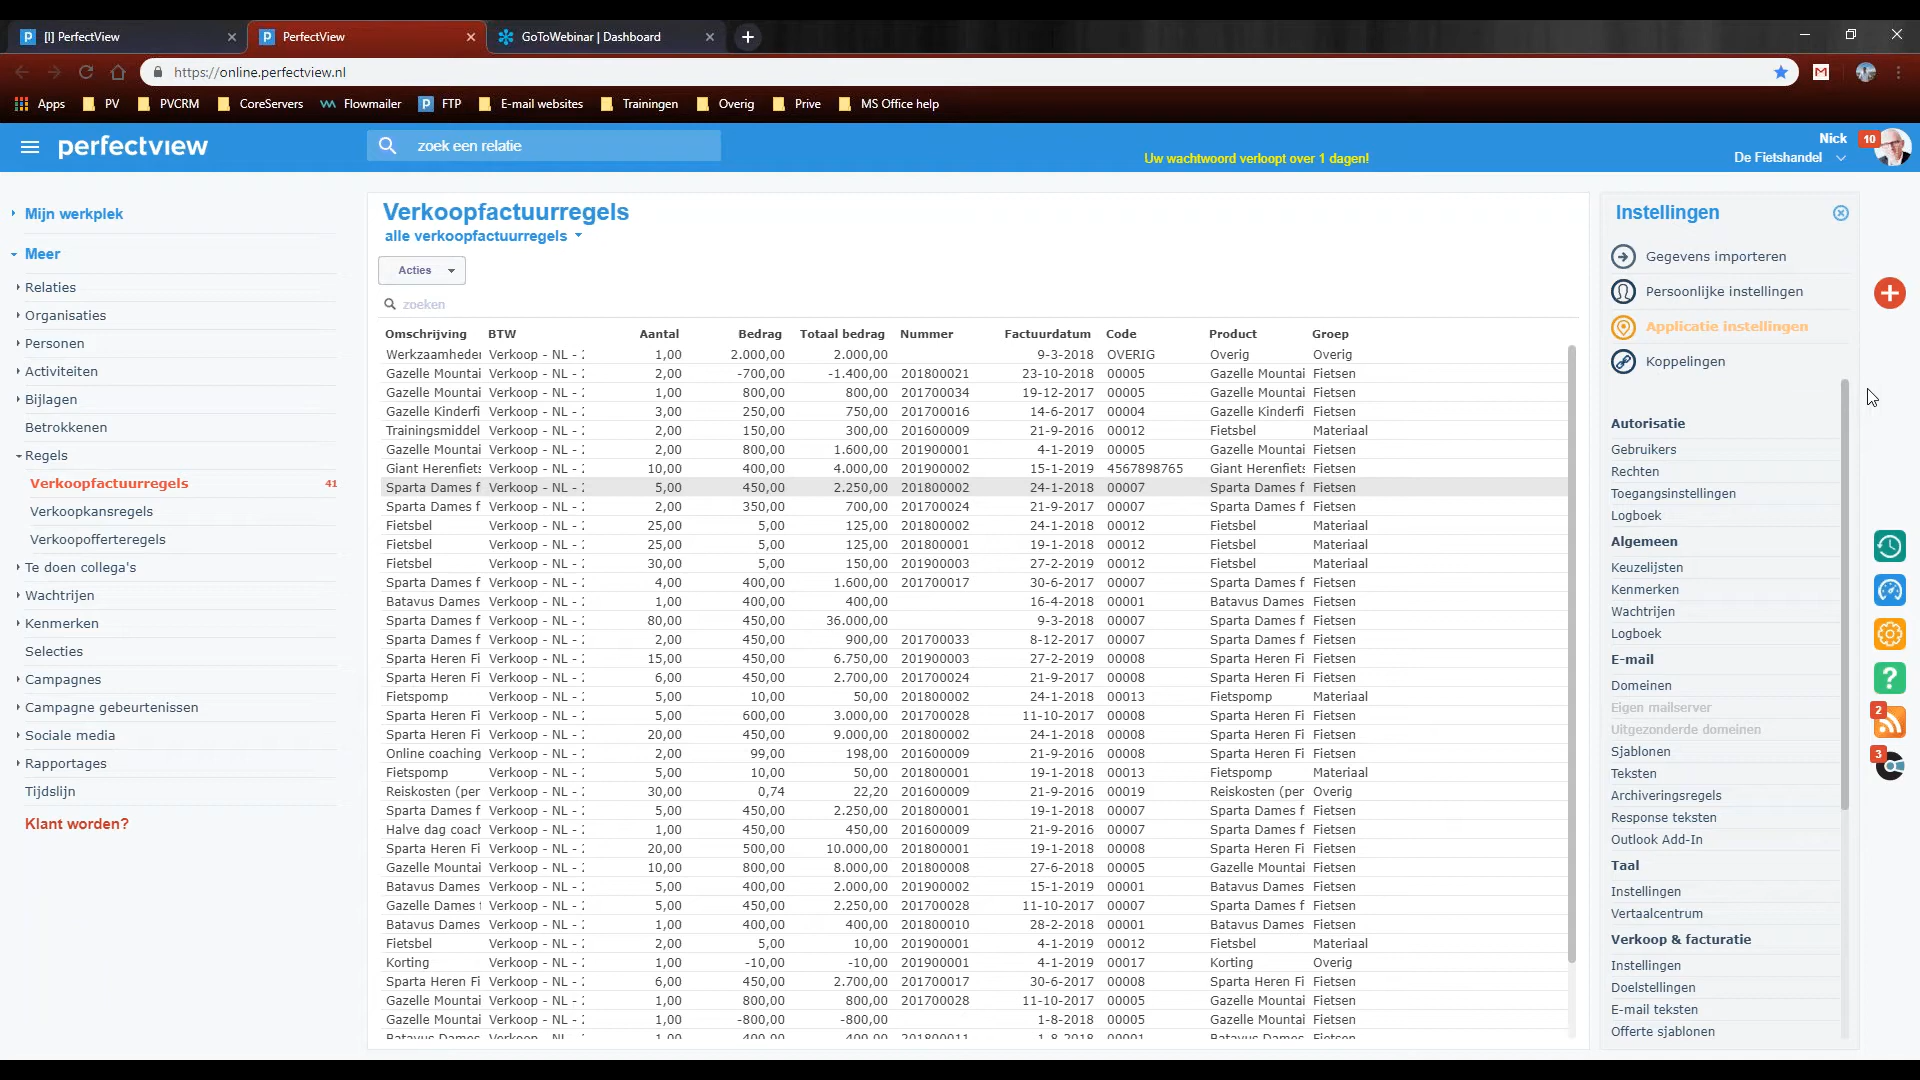 [I] PerfectView
PerfectView
GoToWebinar | Dashboard
https://online.perfectview.nl
Apps PV PVCRM CoreServers Flowmailer FTP E-mail websites Trainingen Overig Prive MS Office help
perfectview
zoek een relatie
Uw wachtwoord verloopt over 1 dagen!
Nick
De Fietshandel
10
Mijn werkplek
Meer
Relaties
Organisaties
Personen
Activiteiten
Bijlagen
Betrokkenen
Regels
Verkoopfactuurregels 41
Verkoopkansregels
Verkoopofferteregels
Te doen collega's
Wachtrijen
Kenmerken
Selecties
Campagnes
Campagne gebeurtenissen
Sociale media
Rapportages
Tijdslijn
Klant worden?
Verkoopfactuurregels
alle verkoopfactuurregels
Acties
zoeken
Omschrijving BTW Aantal Bedrag Totaal bedrag Nummer Factuurdatum Code Product Groep
Werkzaamheden Verkoop - NL - 1,00 2.000,00 2.000,00 9-3-2018 OVERIG Overig Overig
Gazelle Mountai Verkoop - NL - 2,00 -700,00 -1.400,00 201800021 23-10-2018 00005 Gazelle Mountai Fietsen
Gazelle Mountai Verkoop - NL - 1,00 800,00 800,00 201700034 19-12-2017 00005 Gazelle Mountai Fietsen
Gazelle Kinderfi Verkoop - NL - 3,00 250,00 750,00 201700016 14-6-2017 00004 Gazelle Kinderfi Fietsen
Trainingsmiddel Verkoop - NL - 2,00 150,00 300,00 201600009 21-9-2016 00012 Fietsbel Materiaal
Gazelle Mountai Verkoop - NL - 2,00 800,00 1.600,00 201900001 4-1-2019 00005 Gazelle Mountai Fietsen
Giant Herenfiets Verkoop - NL - 10,00 400,00 4.000,00 201900002 15-1-2019 4567898765 Giant Herenfiets Fietsen
Sparta Dames f Verkoop - NL - 5,00 450,00 2.250,00 201800002 24-1-2018 00007 Sparta Dames f Fietsen
Sparta Dames f Verkoop - NL - 2,00 350,00 700,00 201700024 21-9-2017 00007 Sparta Dames f Fietsen
Fietsbel Verkoop - NL - 25,00 5,00 125,00 201800002 24-1-2018 00012 Fietsbel Materiaal
Fietsbel Verkoop - NL - 25,00 5,00 125,00 201800001 19-1-2018 00012 Fietsbel Materiaal
Fietsbel Verkoop - NL - 30,00 5,00 150,00 201900003 27-2-2019 00012 Fietsbel Materiaal
Sparta Dames f Verkoop - NL - 4,00 400,00 1.600,00 201700017 30-6-2017 00007 Sparta Dames f Fietsen
Batavus Dames Verkoop - NL - 1,00 400,00 400,00 16-4-2018 00001 Batavus Dames Fietsen
Sparta Dames f Verkoop - NL - 80,00 450,00 36.000,00 9-3-2018 00007 Sparta Dames f Fietsen
Sparta Dames f Verkoop - NL - 2,00 450,00 900,00 201700033 8-12-2017 00007 Sparta Dames f Fietsen
Sparta Heren Fi Verkoop - NL - 15,00 450,00 6.750,00 201900003 27-2-2019 00008 Sparta Heren Fi Fietsen
Sparta Heren Fi Verkoop - NL - 6,00 450,00 2.700,00 201700024 21-9-2017 00008 Sparta Heren Fi Fietsen
Fietspomp Verkoop - NL - 5,00 10,00 50,00 201800002 24-1-2018 00013 Fietspomp Materiaal
Sparta Heren Fi Verkoop - NL - 5,00 600,00 3.000,00 201700028 11-10-2017 00008 Sparta Heren Fi Fietsen
Sparta Heren Fi Verkoop - NL - 20,00 450,00 9.000,00 201800002 24-1-2018 00008 Sparta Heren Fi Fietsen
Online coaching Verkoop - NL - 2,00 99,00 198,00 201600009 21-9-2016 00008 Sparta Heren Fi Fietsen
Fietspomp Verkoop - NL - 5,00 10,00 50,00 201800001 19-1-2018 00013 Fietspomp Materiaal
Reiskosten (per Verkoop - NL - 30,00 0,74 22,20 201600009 21-9-2016 00019 Reiskosten (per Overig
Sparta Dames f Verkoop - NL - 5,00 450,00 2.250,00 201800001 19-1-2018 00007 Sparta Dames f Fietsen
Halve dag coach Verkoop - NL - 1,00 450,00 450,00 201600009 21-9-2016 00007 Sparta Dames f Fietsen
Sparta Heren Fi Verkoop - NL - 20,00 500,00 10.000,00 201800001 19-1-2018 00008 Sparta Heren Fi Fietsen
Gazelle Mountai Verkoop - NL - 10,00 800,00 8.000,00 201800008 27-6-2018 00005 Gazelle Mountai Fietsen
Batavus Dames Verkoop - NL - 5,00 400,00 2.000,00 201900002 15-1-2019 00001 Batavus Dames Fietsen
Gazelle Dames Verkoop - NL - 5,00 450,00 2.250,00 201700028 11-10-2017 00007 Sparta Dames f Fietsen
Batavus Dames Verkoop - NL - 1,00 400,00 400,00 201800010 28-2-2018 00001 Batavus Dames Fietsen
Fietsbel Verkoop - NL - 2,00 5,00 10,00 201900001 4-1-2019 00012 Fietsbel Materiaal
Korting Verkoop - NL - 1,00 -10,00 -10,00 201900001 4-1-2019 00017 Korting Overig
Sparta Heren Fi Verkoop - NL - 6,00 450,00 2.700,00 201700017 30-6-2017 00008 Sparta Heren Fi Fietsen
Gazelle Mountai Verkoop - NL - 1,00 800,00 800,00 201700028 11-10-2017 00005 Gazelle Mountai Fietsen
Gazelle Mountai Verkoop - NL - 1,00 -800,00 -800,00 1-8-2018 00005 Gazelle Mountai Fietsen
Batavus Dames Verkoop - NL - 1,00 400,00 400,00 201800011 1-8-2018 00001 Batavus Dames Fietsen
Instellingen
Gegevens importeren
Persoonlijke instellingen
Applicatie instellingen
Koppelingen
Autorisatie
Gebruikers
Rechten
Toegangsinstellingen
Logboek
Algemeen
Keuzelijsten
Kenmerken
Wachtrijen
Logboek
E-mail
Domeinen
Eigen mailserver
Uitgezonderde domeinen
Sjablonen
Teksten
Archiveringsregels
Response teksten
Outlook Add-In
Taal
Instellingen
Vertaalcentrum
Verkoop & facturatie
Instellingen
Doelstellingen
E-mail teksten
Offerte sjablonen
2
3